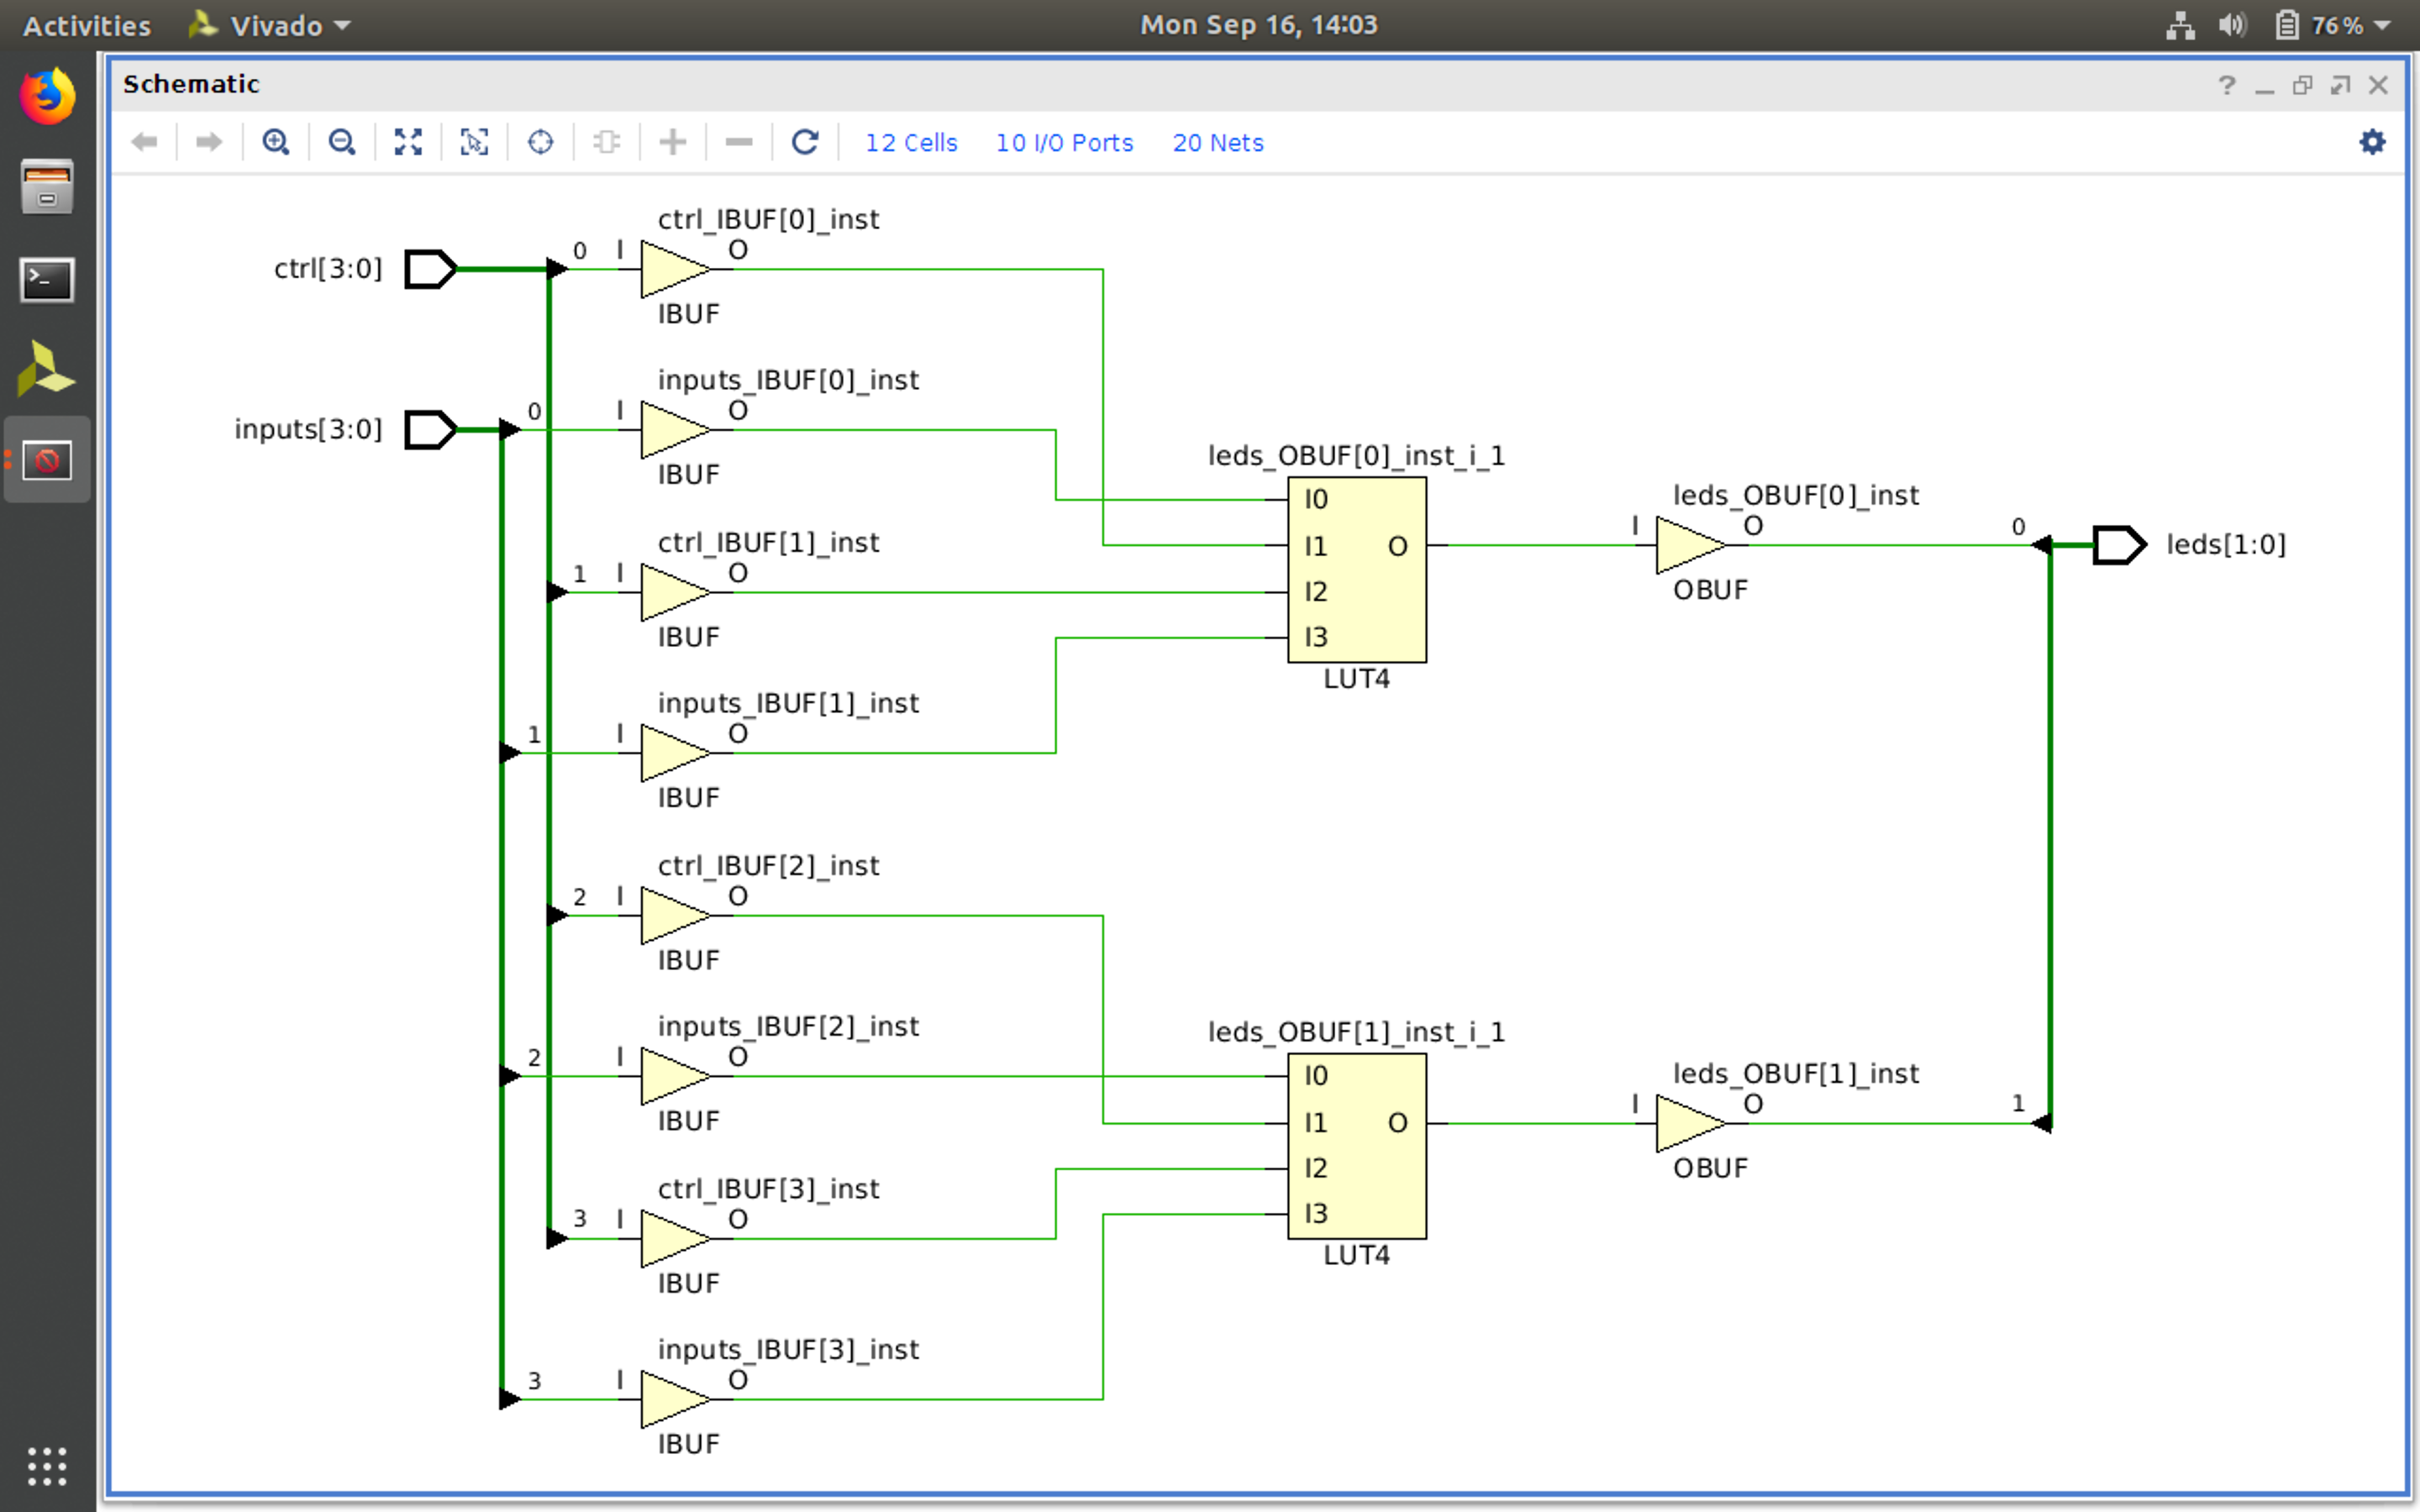 Activities Vivado Mon Sep 16, 14:03 76%
Schematic
12 Cells 10 I/O Ports 20 Nets
ctrl_IBUF[0]_inst
ctrl[3:0] 0 I O
IBUF
inputs_IBUF[0]_inst
inputs[3:0] 0 I O
IBUF
ctrl_IBUF[1]_inst
1 I O
IBUF
inputs_IBUF[1]_inst
1 I O
IBUF
ctrl_IBUF[2]_inst
2 I O
IBUF
inputs_IBUF[2]_inst
2 I O
IBUF
ctrl_IBUF[3]_inst
3 I O
IBUF
inputs_IBUF[3]_inst
3 I O
IBUF
leds_OBUF[0]_inst_i_1
I0
I1 O
I2
I3
LUT4
leds_OBUF[1]_inst_i_1
I0
I1 O
I2
I3
LUT4
leds_OBUF[0]_inst
I O 0 leds[1:0]
OBUF
leds_OBUF[1]_inst
I O 1
OBUF